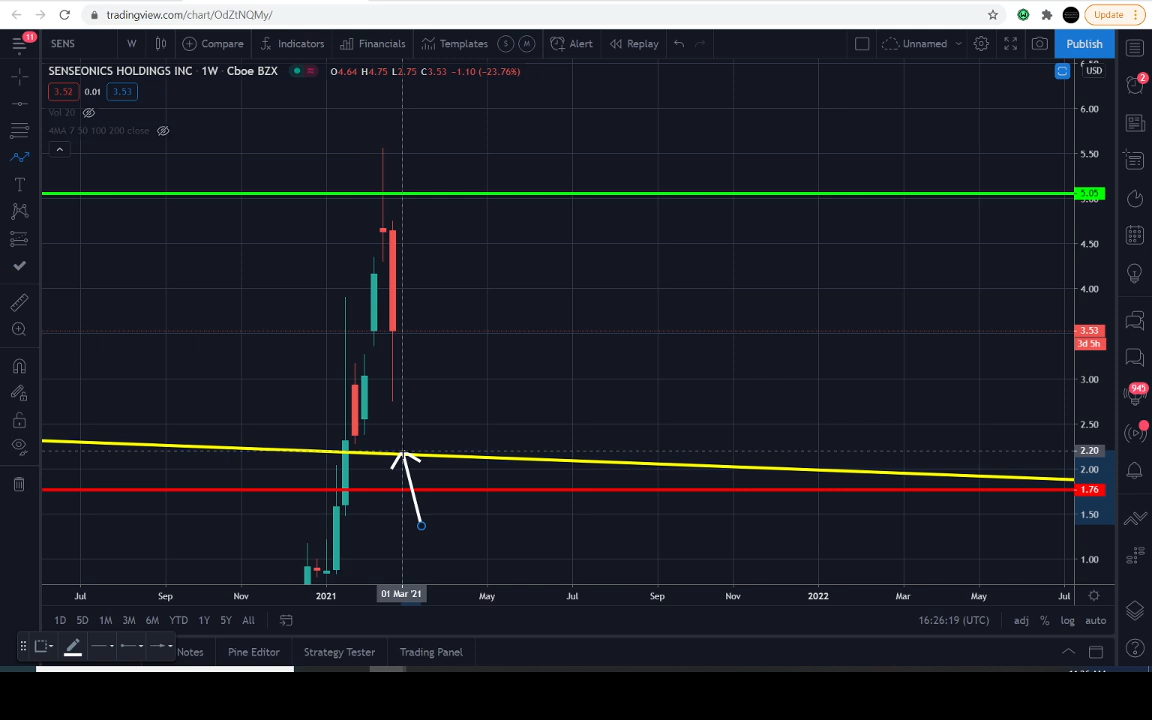 tradingview.com/chart/OdZtNQMy/
Update
11
SENS
W
Compare
Indicators
Financials
Templates
S
M
Alert
Replay
Unnamed
Publish
SENSEONICS HOLDINGS INC · 1W · Cboe BZX
O4.64 H4.75 L2.75 C3.53 -1.10 (-23.76%)
USD
3.52
0.01
3.53
2
Vol 20
4MA 7 50 100 200 close
6.00
5.50
5.05
5.00
4.50
4.00
3.53
3d 5h
3.00
945
2.50
2.20
2.00
1.76
1.50
1.00
Jul
Sep
Nov
2021
01 Mar '21
May
Jul
Sep
Nov
2022
Mar
May
Jul
1D
5D
1M
3M
6M
YTD
1Y
5Y
All
16:26:19 (UTC)
adj
%
log
auto
Notes
Pine Editor
Strategy Tester
Trading Panel